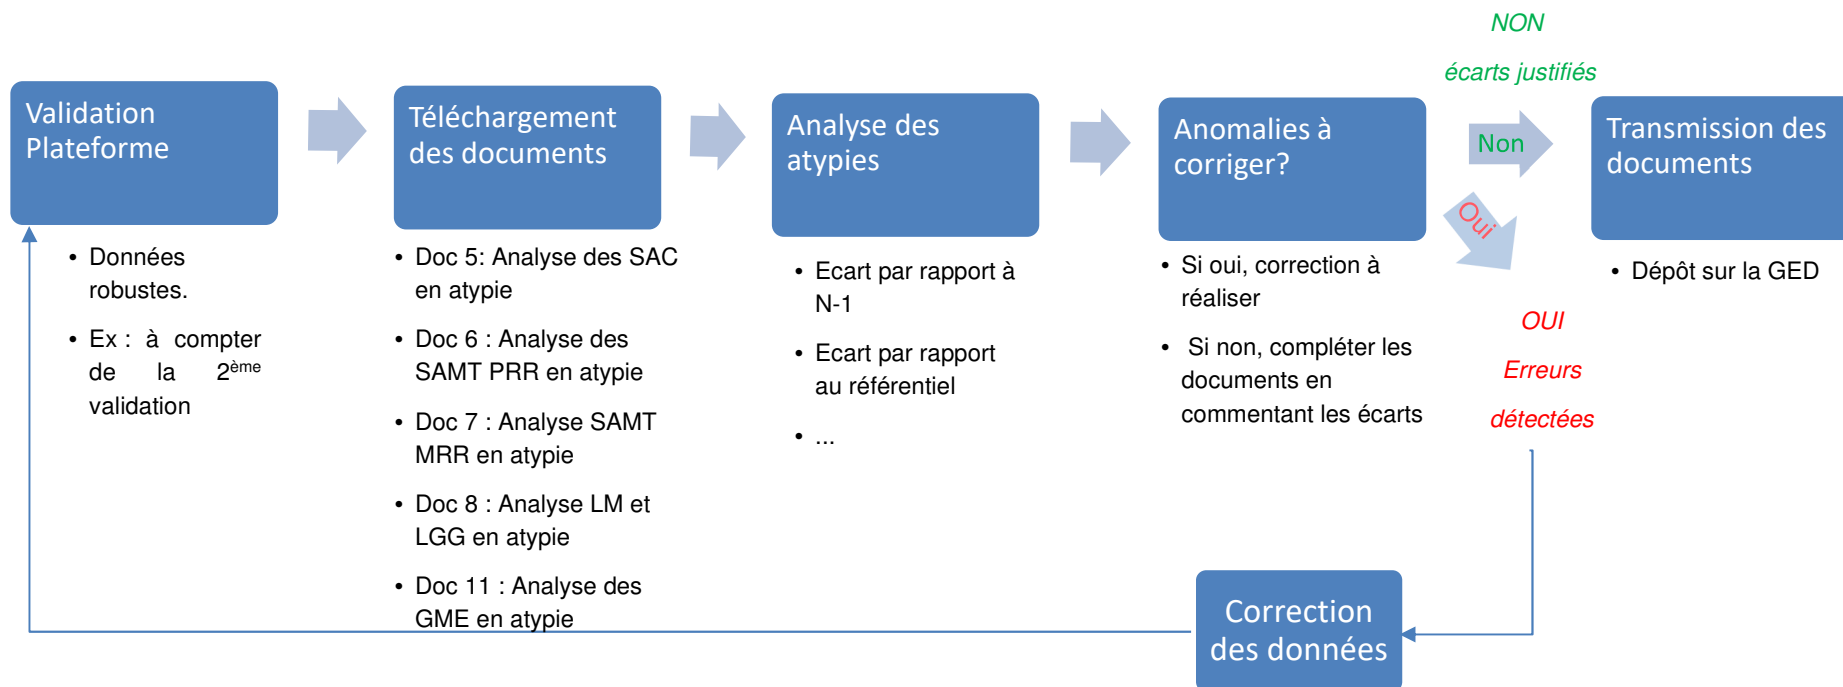 Validation
Plateforme
• Données
robustes.
• Ex : à compter
de la 2ème
validation
Téléchargement
des documents
• Doc 5: Analyse des SAC
en atypie
• Doc 6 : Analyse des
SAMT PRR en atypie
• Doc 7 : Analyse SAMT
MRR en atypie
• Doc 8 : Analyse LM et
LGG en atypie
• Doc 11 : Analyse des
GME en atypie
Analyse des
atypies
• Ecart par rapport à
N-1
• Ecart par rapport
au référentiel
• ...
Anomalies à
corriger?
• Si oui, correction à
réaliser
• Si non, compléter les
documents en
commentant les écarts
NON
écarts justifiés
Non
Oui
OUI
Erreurs
détectées
Transmission des
documents
• Dépôt sur la GED
Correction
des données